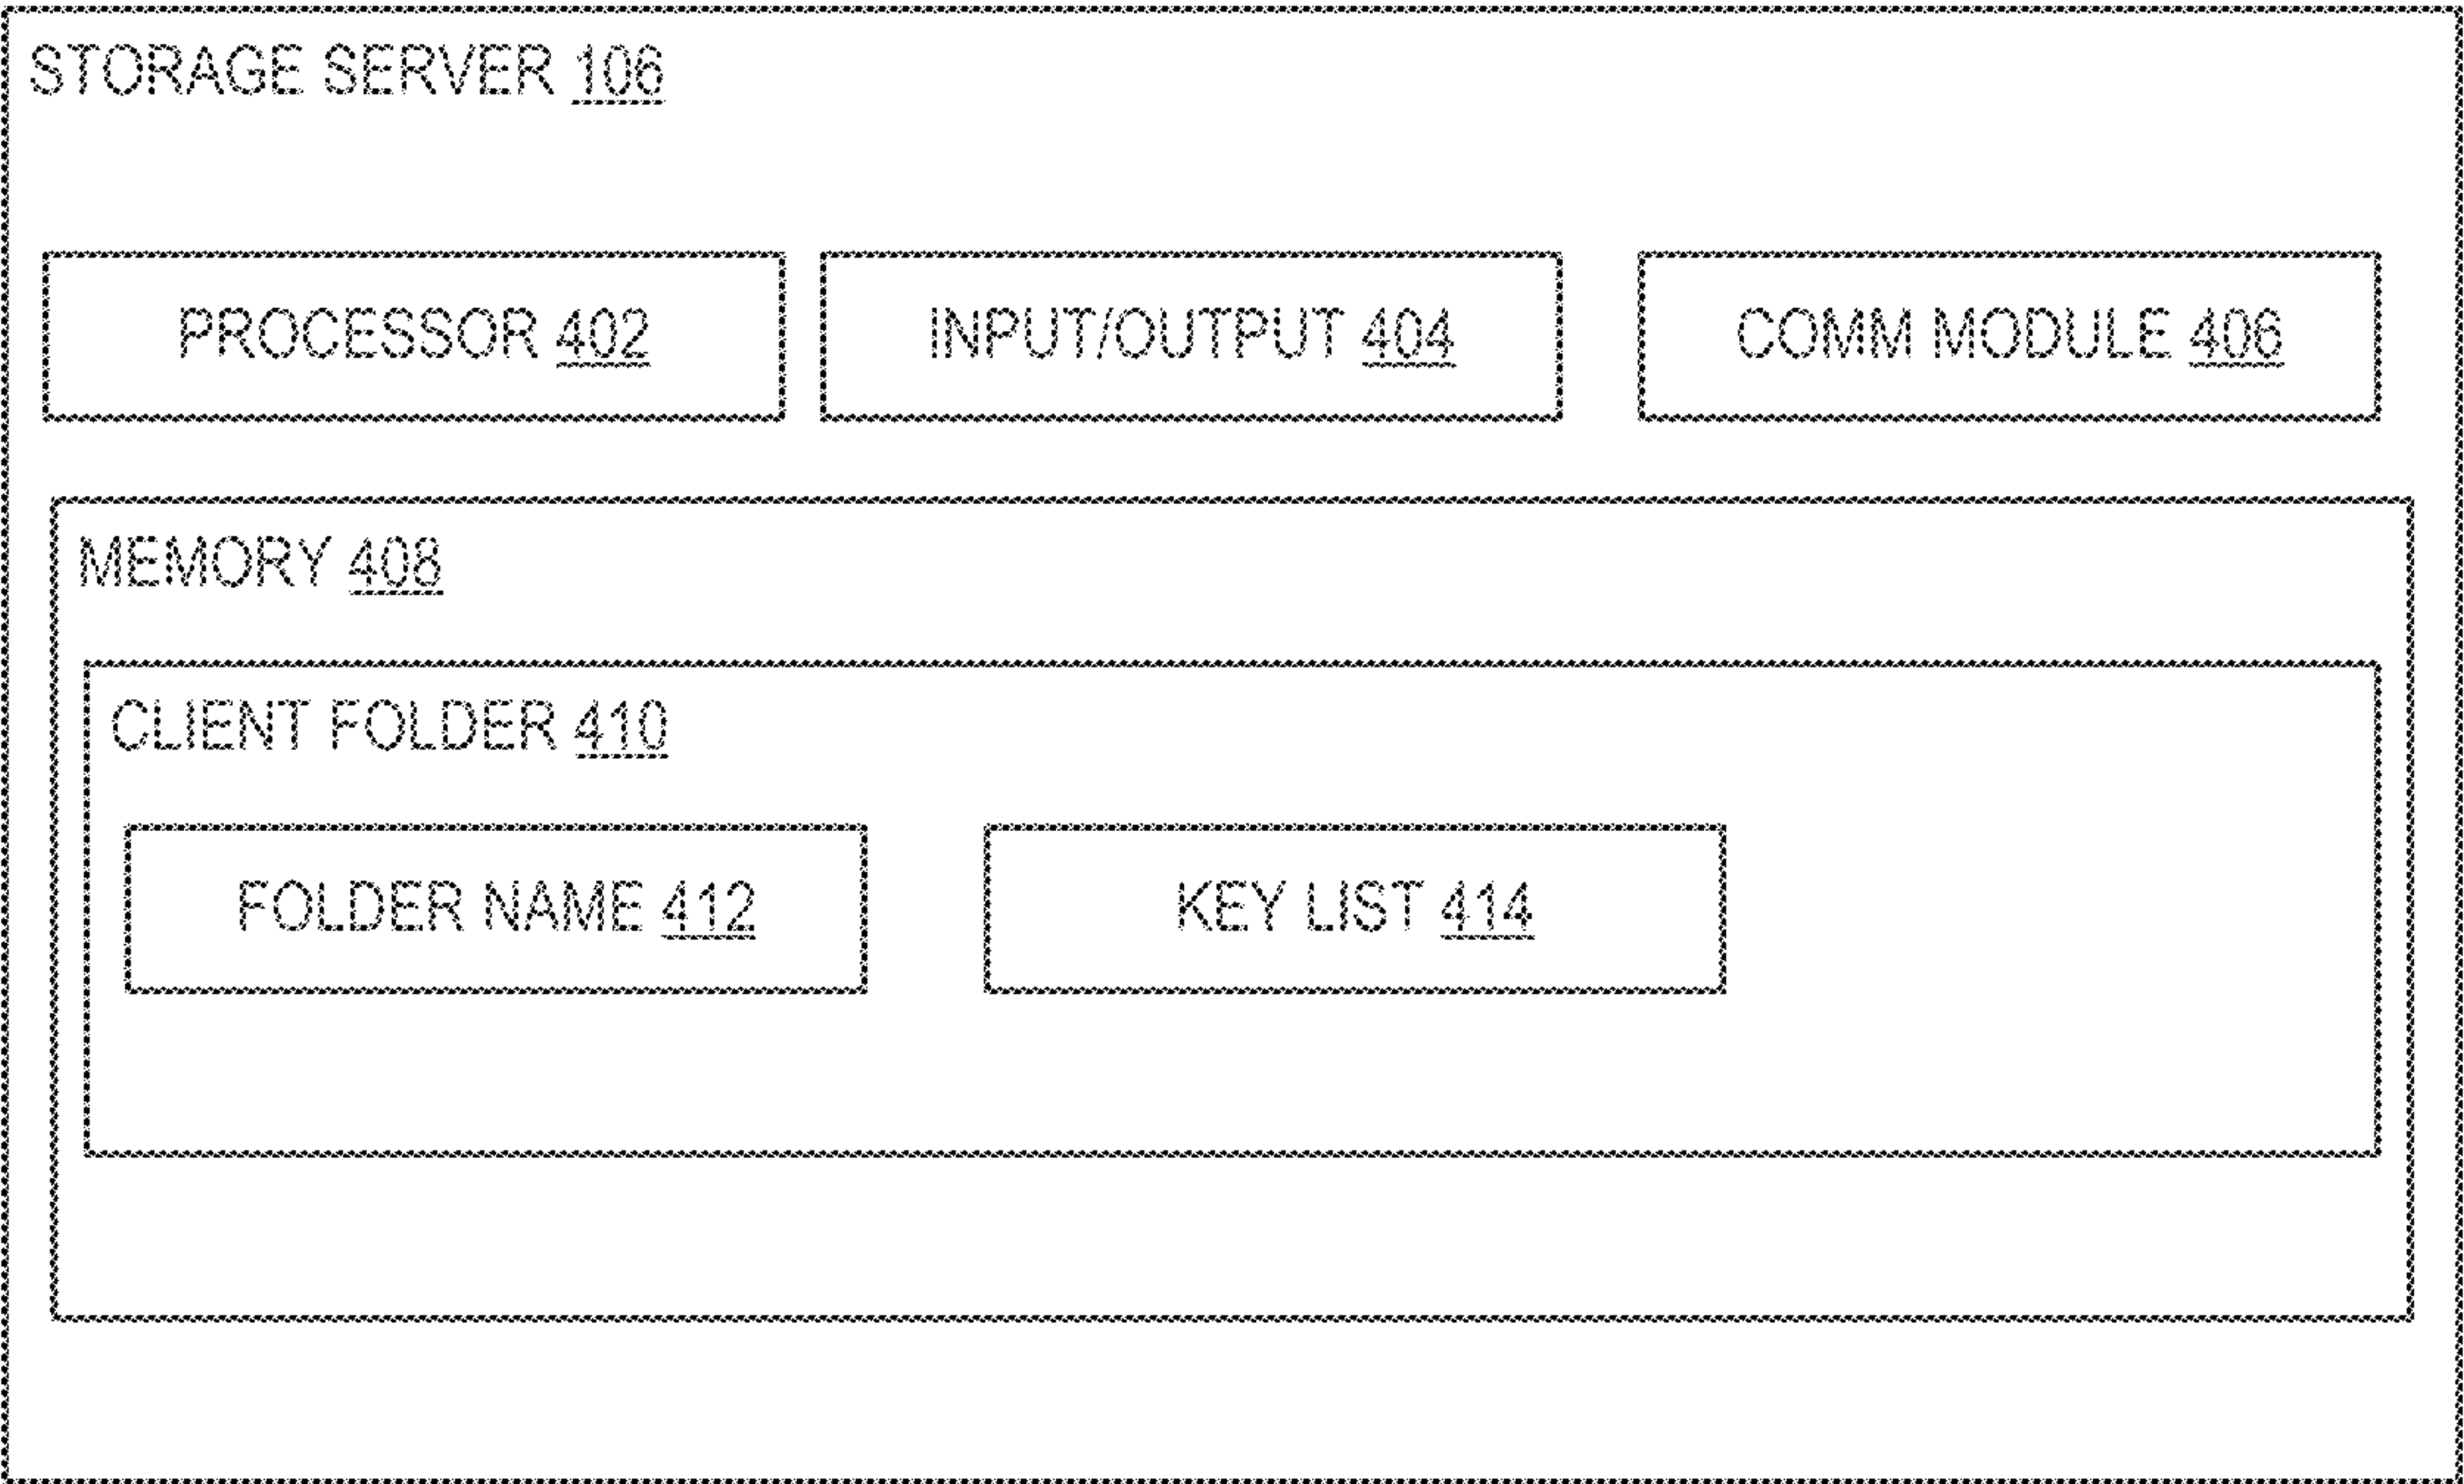 STORAGE SERVER 106
PROCESSOR 402
INPUT/OUTPUT 404
COMM MODULE 406
MEMORY 408
CLIENT FOLDER 410
FOLDER NAME 412
KEY LIST 414